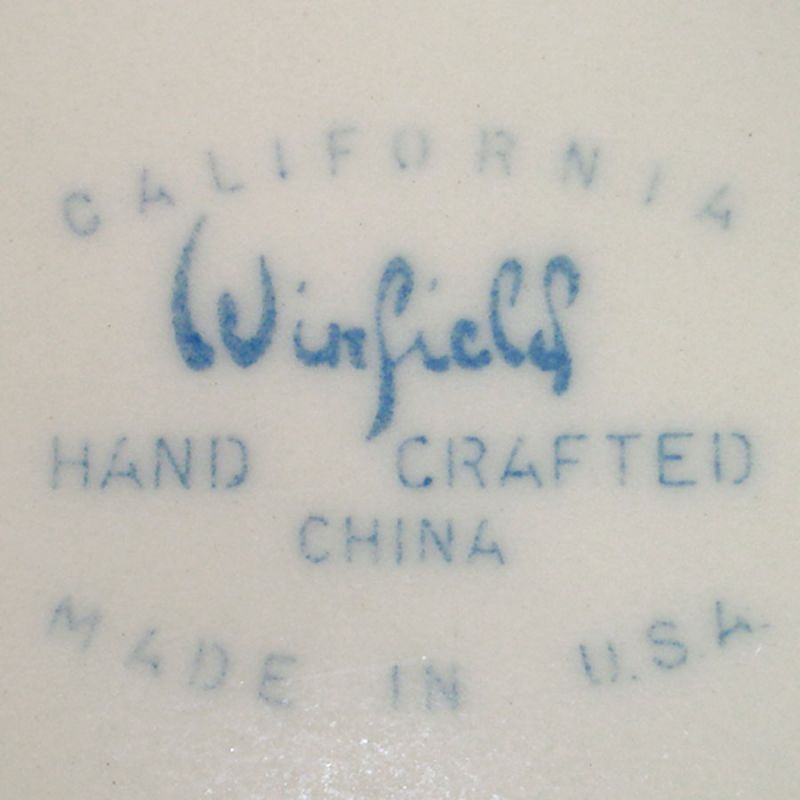 CALIFORNIA
Winfield
HAND CRAFTED
CHINA
MADE IN U.S.A.